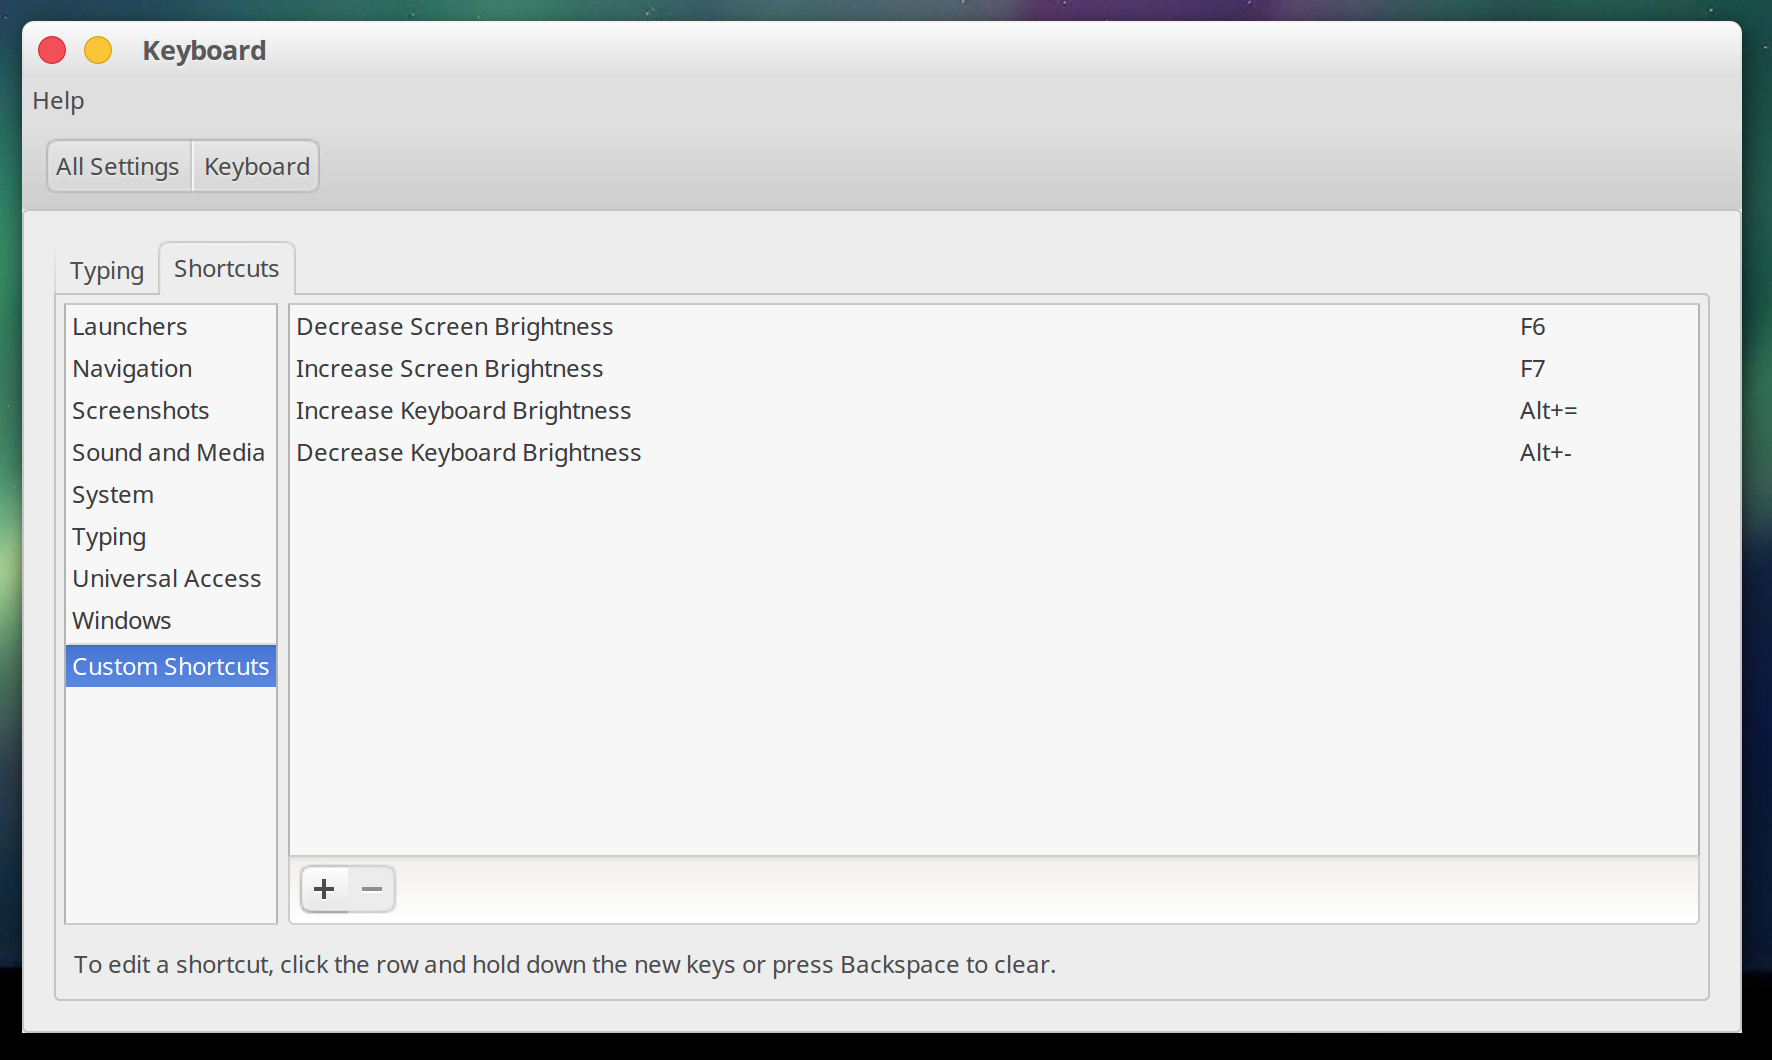 Keyboard
Help
All Settings Keyboard
Typing Shortcuts
Launchers
Navigation
Screenshots
Sound and Media
System
Typing
Universal Access
Windows
Custom Shortcuts
Decrease Screen Brightness F6
Increase Screen Brightness F7
Increase Keyboard Brightness Alt+=
Decrease Keyboard Brightness Alt+-
To edit a shortcut, click the row and hold down the new keys or press Backspace to clear.